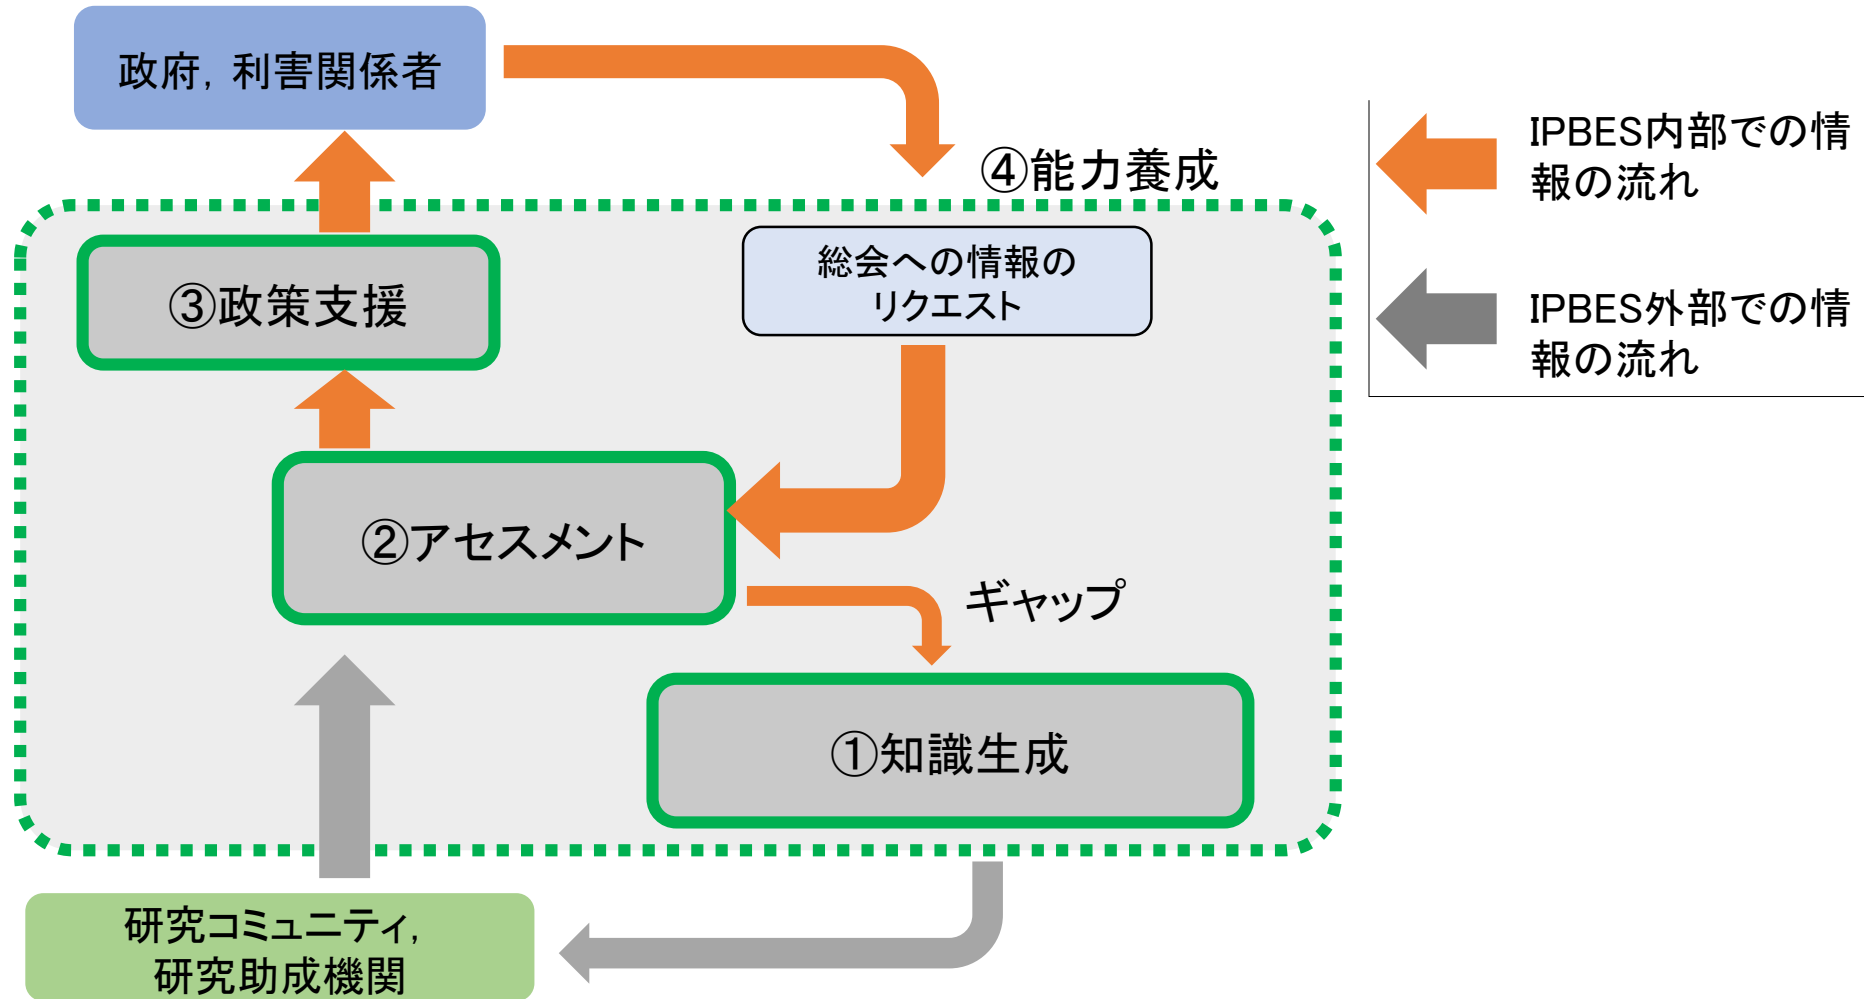 政府，利害関係者
④能力養成
IPBES内部での情
報の流れ
総会への情報の
リクエスト
③政策支援
IPBES外部での情
報の流れ
②アセスメント
ギャップ
①知識生成
研究コミュニティ，
研究助成機関